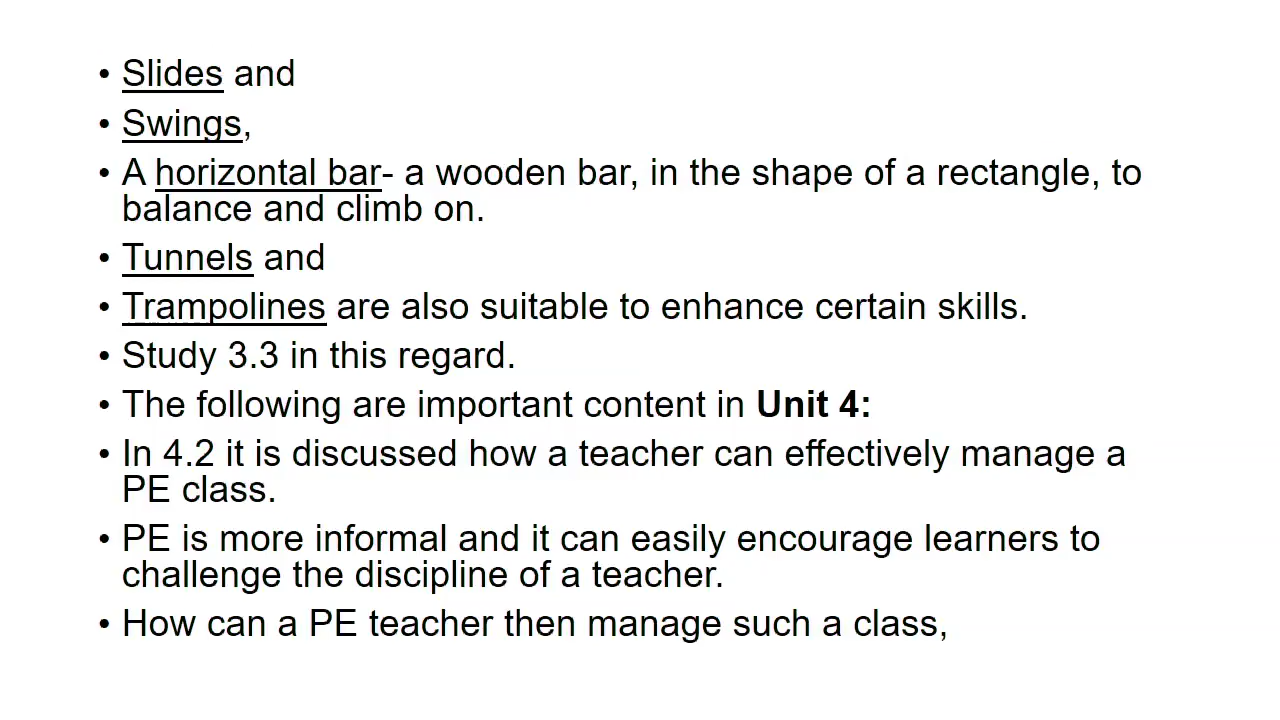 • Slides and
• Swings,
• A horizontal bar- a wooden bar, in the shape of a rectangle, to
balance and climb on.
• Tunnels and
• Trampolines are also suitable to enhance certain skills.
• Study 3.3 in this regard.
• The following are important content in Unit 4:
• In 4.2 it is discussed how a teacher can effectively manage a
PE class.
• PE is more informal and it can easily encourage learners to
challenge the discipline of a teacher.
• How can a PE teacher then manage such a class,